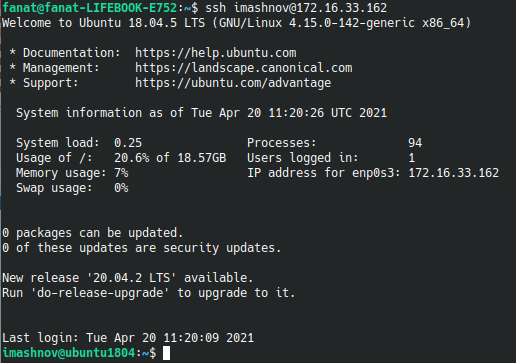 fanat@fanat-LIFEBOOK-E752:~$ ssh imashnov@172.16.33.162
Welcome to Ubuntu 18.04.5 LTS (GNU/Linux 4.15.0-142-generic x86_64)

 * Documentation:  https://help.ubuntu.com
 * Management:     https://landscape.canonical.com
 * Support:        https://ubuntu.com/advantage

  System information as of Tue Apr 20 11:20:26 UTC 2021

  System load:  0.25               Processes:             94
  Usage of /:   20.6% of 18.57GB   Users logged in:       1
  Memory usage: 7%                 IP address for enp0s3: 172.16.33.162
  Swap usage:   0%

0 packages can be updated.
0 of these updates are security updates.

New release '20.04.2 LTS' available.
Run 'do-release-upgrade' to upgrade to it.

Last login: Tue Apr 20 11:20:09 2021
imashnov@ubuntu1804:~$